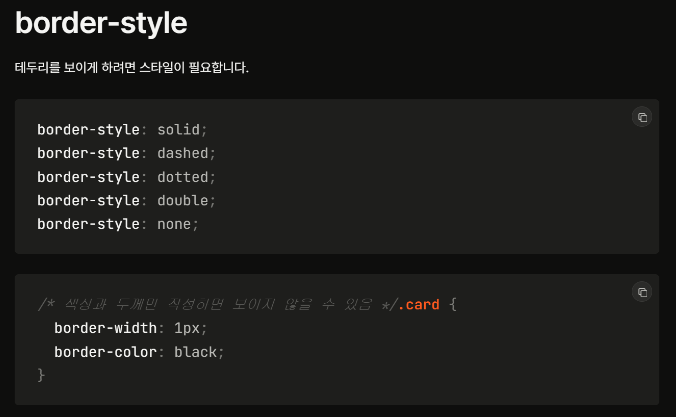 border-style
테두리를 보이게 하려면 스타일이 필요합니다.
border-style: solid;
border-style: dashed;
border-style: dotted;
border-style: double;
border-style: none;
/* 색상과 두께만 작성하면 보이지 않을 수 있음 */.card {
border-width: 1px;
border-color: black;
}